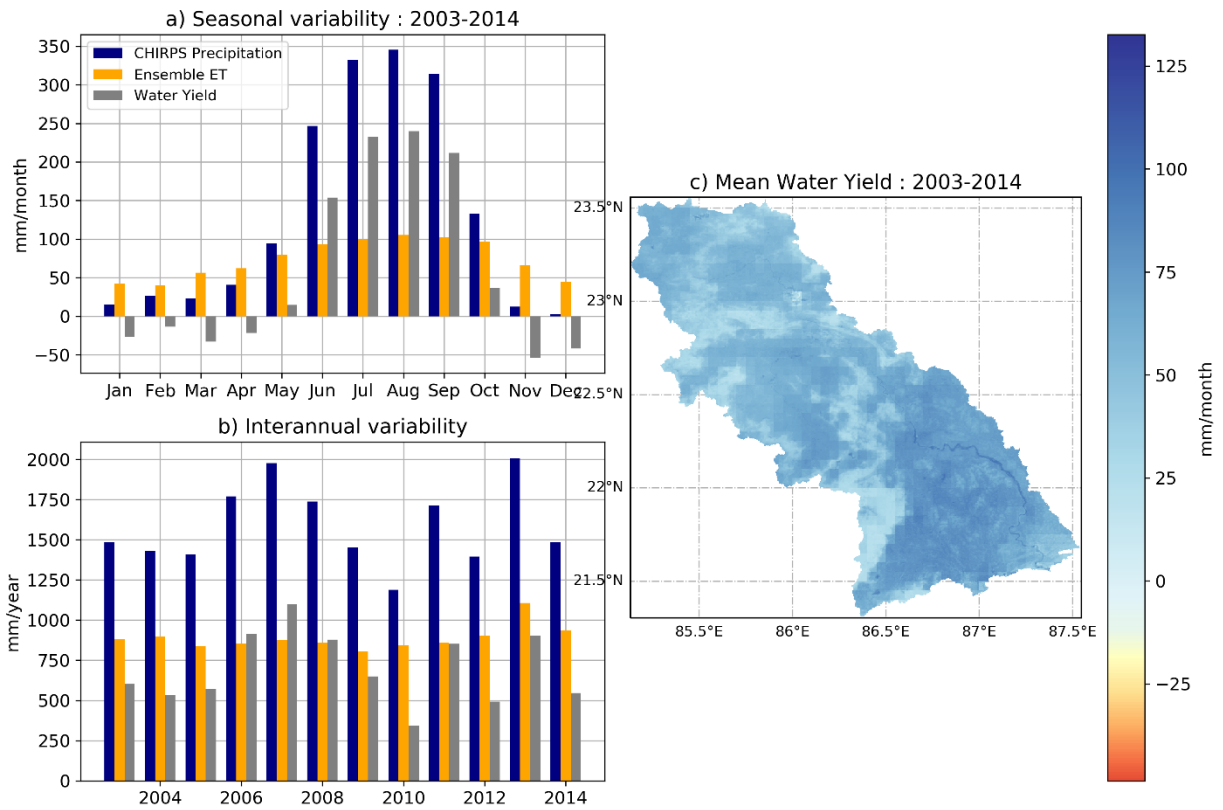 a) Seasonal variability : 2003-2014
CHIRPS Precipitation
Ensemble ET
Water Yield
350
300
250
200
150
100
50
0
−50
mm/month
Jan Feb Mar Apr May Jun Jul Aug Sep Oct Nov Dec
b) Interannual variability
2000
1750
1500
1250
1000
750
500
250
0
mm/year
2004 2006 2008 2010 2012 2014
c) Mean Water Yield : 2003-2014
23.5°N
23°N
22.5°N
22°N
21.5°N
85.5°E 86°E 86.5°E 87°E 87.5°E
125
100
75
50
25
0
−25
mm/month